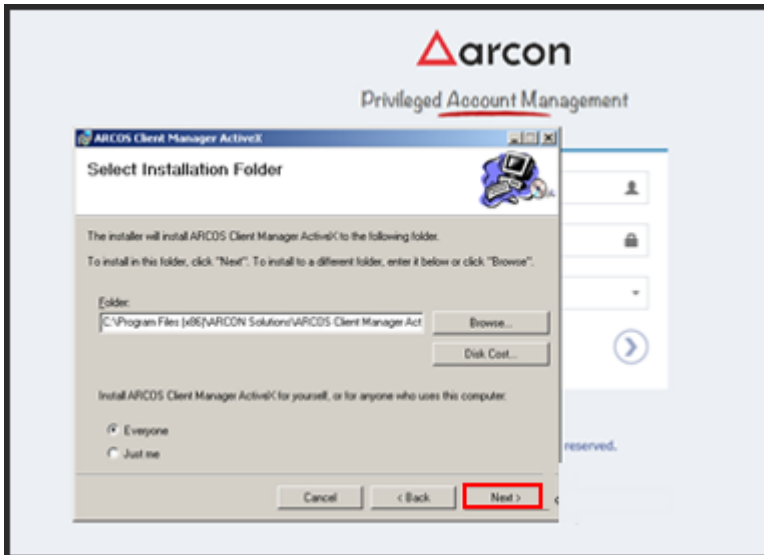 arcon
Privileged Account Management
ARCOS Client Manager ActiveX
Select Installation Folder
The installer will install ARCOS Client Manager ActiveX to the following folder.
To install in this folder, click "Next". To install to a different folder, enter it below or click "Browse".
Folder:
C:\Program Files (x86)\ARCON Solutions\ARCOS Client Manager Act
Browse...
Disk Cost...
Install ARCOS Client Manager ActiveX for yourself, or for anyone who uses this computer:
Everyone
Just me
reserved.
Cancel
< Back
Next >